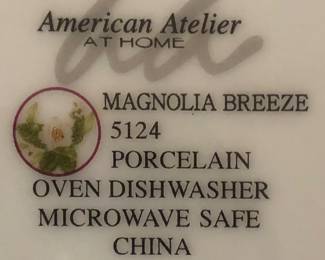 American Atelier
AT HOME
MAGNOLIA BREEZE
5124
PORCELAIN
OVEN DISHWASHER
MICROWAVE SAFE
CHINA